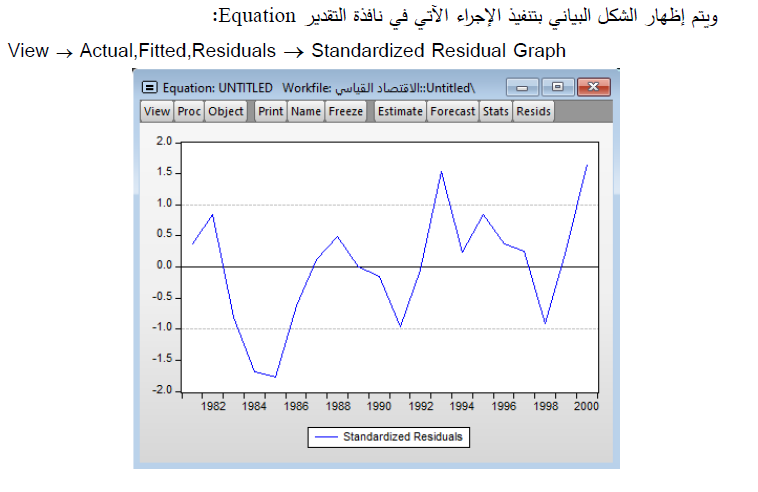 ويتم إظهار الشكل البياني بتنفيذ الإجراء الآتي في نافذة التقدير Equation:
View → Actual,Fitted,Residuals → Standardized Residual Graph
Equation: UNTITLED Workfile: الاقتصاد القياسي::Untitled\
View Proc Object Print Name Freeze Estimate Forecast Stats Resids
2.0
1.5
1.0
0.5
0.0
-0.5
-1.0
-1.5
-2.0
1982 1984 1986 1988 1990 1992 1994 1996 1998 2000
Standardized Residuals